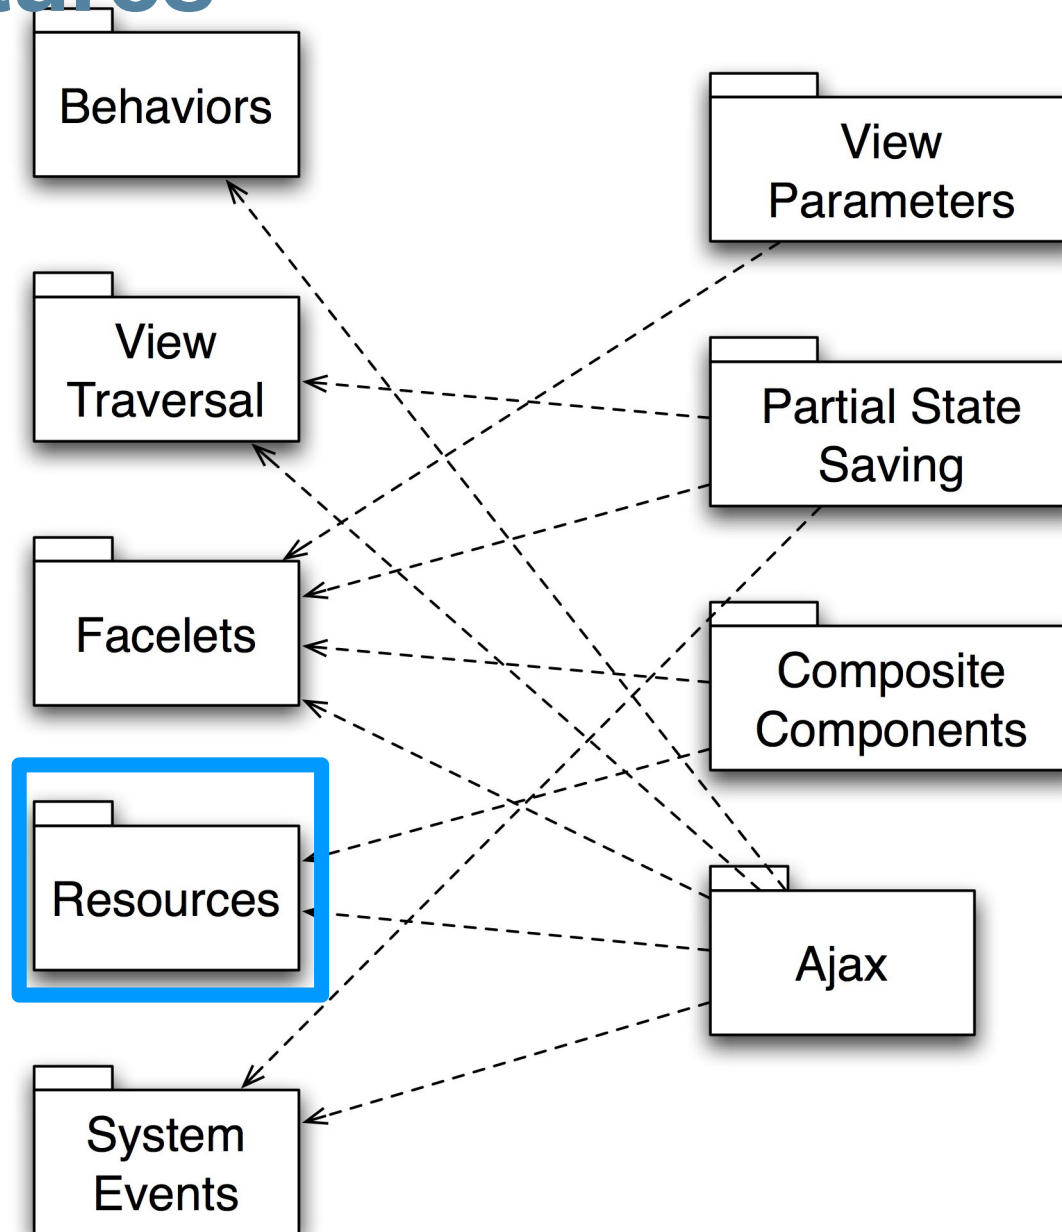 Behaviors
View
Traversal
Facelets
Resources
System
Events
View
Parameters
Partial State
Saving
Composite
Components
Ajax